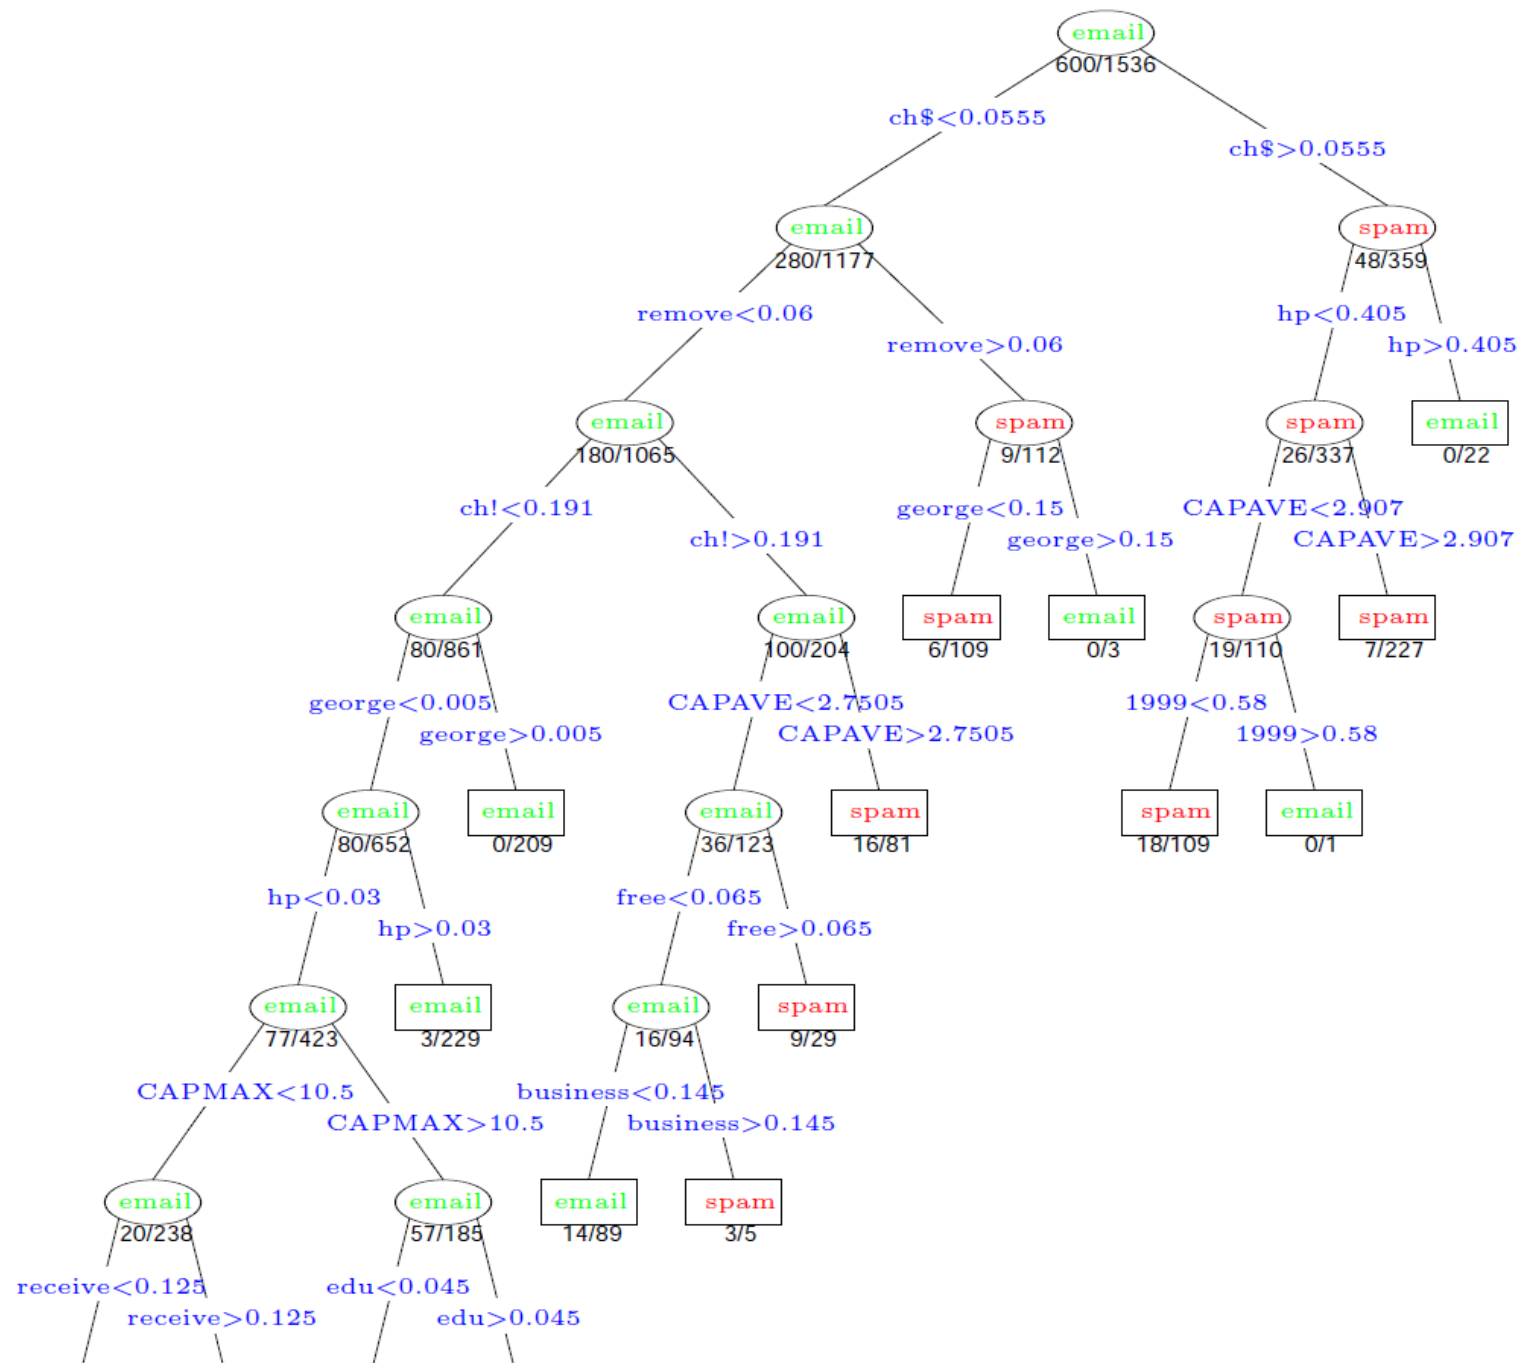 email
600/1536
ch$<0.0555
ch$>0.0555
email
280/1177
spam
48/359
remove<0.06
remove>0.06
hp<0.405
hp>0.405
email
180/1065
spam
9/112
spam
26/337
email
0/22
ch!<0.191
ch!>0.191
george<0.15
george>0.15
CAPAVE<2.907
CAPAVE>2.907
email
80/861
email
100/204
spam
6/109
email
0/3
spam
19/110
spam
7/227
george<0.005
george>0.005
CAPAVE<2.7505
CAPAVE>2.7505
1999<0.58
1999>0.58
email
80/652
email
0/209
email
36/123
spam
16/81
spam
18/109
email
0/1
hp<0.03
hp>0.03
free<0.065
free>0.065
email
77/423
email
3/229
email
16/94
spam
9/29
CAPMAX<10.5
CAPMAX>10.5
business<0.145
business>0.145
email
20/238
email
57/185
email
14/89
spam
3/5
receive<0.125
receive>0.125
edu<0.045
edu>0.045